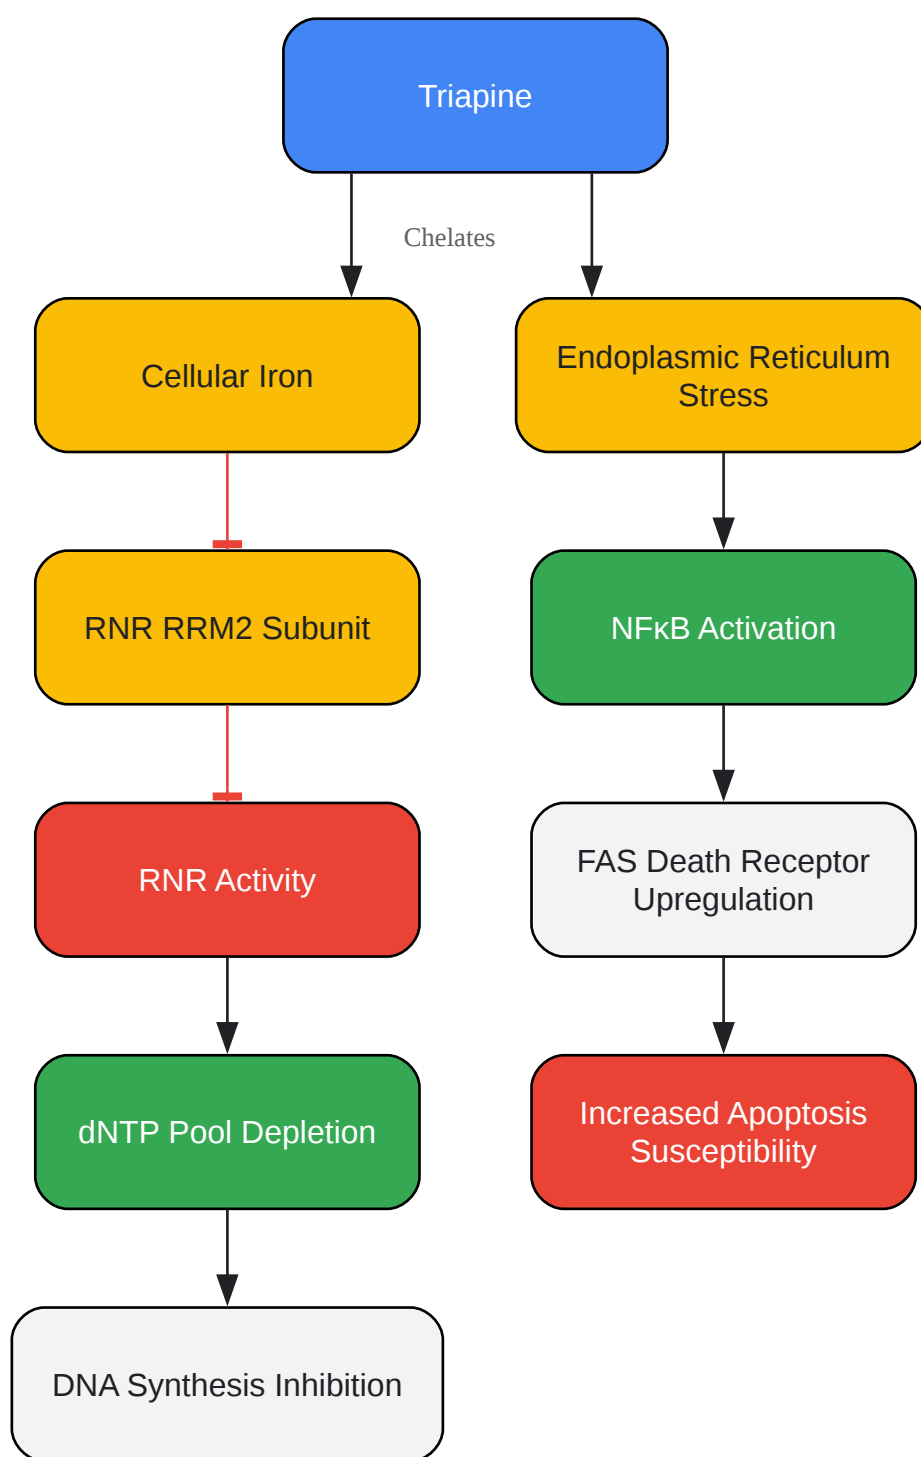 Triapine
Chelates
Cellular Iron
Endoplasmic Reticulum
Stress
RNR RRM2 Subunit
NFκB Activation
RNR Activity
FAS Death Receptor
Upregulation
dNTP Pool Depletion
Increased Apoptosis
Susceptibility
DNA Synthesis Inhibition